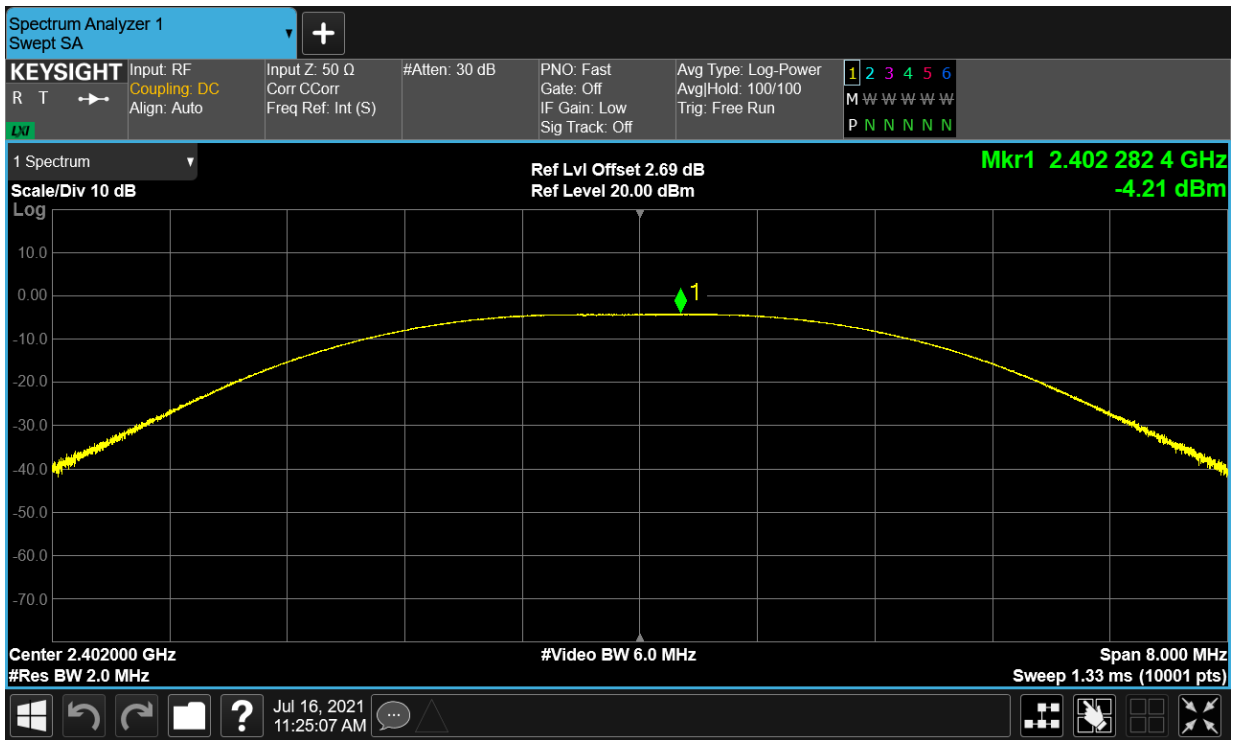 Spectrum Analyzer 1
Swept SA
KEYSIGHT
R T
LXI
Input: RF
Coupling: DC
Align: Auto
Input Z: 50 Ω
Corr CCorr
Freq Ref: Int (S)
#Atten: 30 dB
PNO: Fast
Gate: Off
IF Gain: Low
Sig Track: Off
Avg Type: Log-Power
Avg|Hold: 100/100
Trig: Free Run
1 2 3 4 5 6
M W W W W W
P N N N N N
1 Spectrum
Scale/Div 10 dB
Log
Ref Lvl Offset 2.69 dB
Ref Level 20.00 dBm
Mkr1 2.402 282 4 GHz
-4.21 dBm
10.0
0.00
-10.0
-20.0
-30.0
-40.0
-50.0
-60.0
-70.0
1
Center 2.402000 GHz
#Res BW 2.0 MHz
#Video BW 6.0 MHz
Span 8.000 MHz
Sweep 1.33 ms (10001 pts)
?
Jul 16, 2021
11:25:07 AM